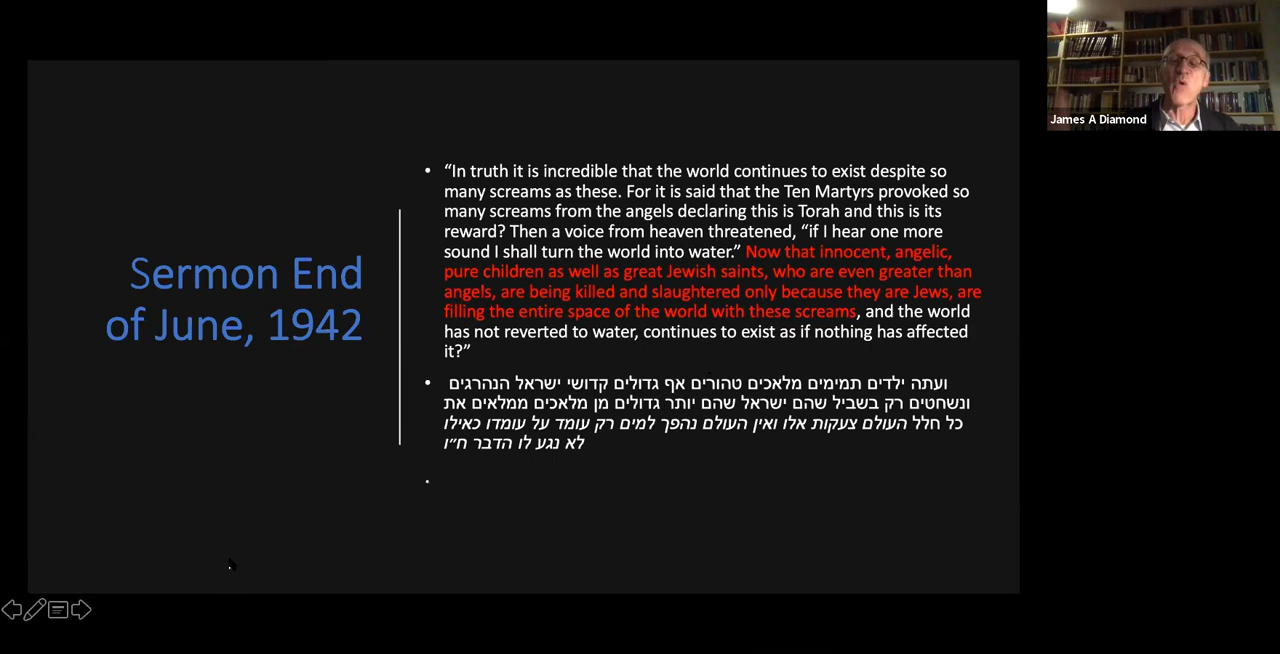 James A Diamond
Sermon End
of June, 1942
• “In truth it is incredible that the world continues to exist despite so
many screams as these. For it is said that the Ten Martyrs provoked so
many screams from the angels declaring this is Torah and this is its
reward? Then a voice from heaven threatened, “if I hear one more
sound I shall turn the world into water.” Now that innocent, angelic,
pure children as well as great Jewish saints, who are even greater than
angels, are being killed and slaughtered only because they are Jews, are
filling the entire space of the world with these screams, and the world
has not reverted to water, continues to exist as if nothing has affected
it?”
• ועתה ילדים תמימים מלאכים טהורים אף גדולים קדושי ישראל הנהרגים
ונשחטים רק בשביל שהם ישראל שהם יותר גדולים מן מלאכים ממלאים את
כל חלל העולם צעקות אלו ואין העולם נהפך למים רק עומד על עומדו כאילו
לא נגע לו הדבר ח״ו
•